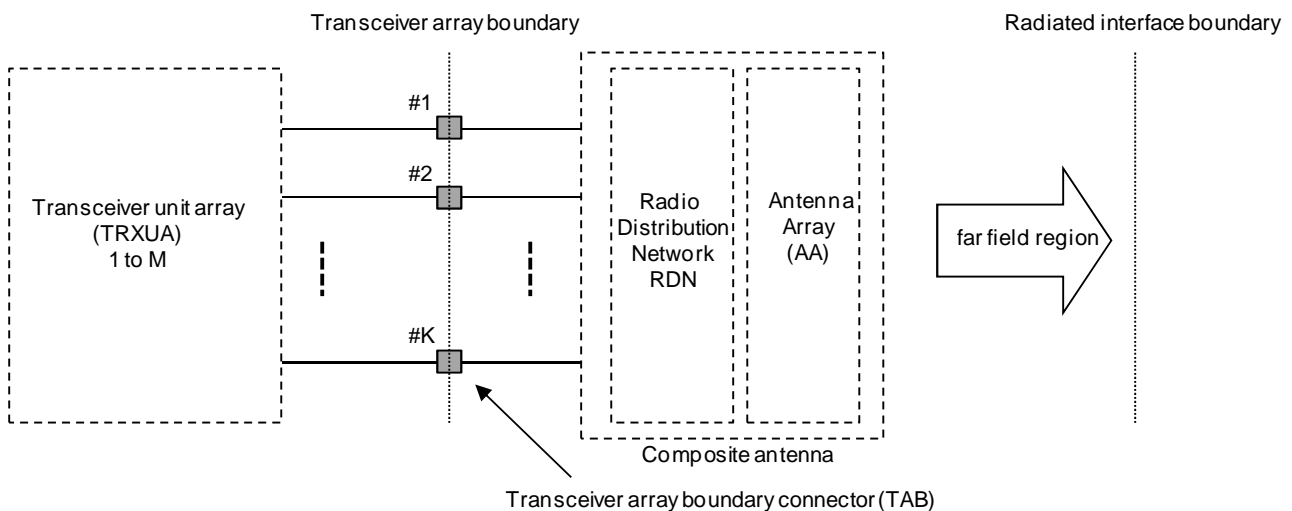 Transceiver array boundary
Radiated interface boundary
#1
#2
#K
Transceiver unit array
(TRXUA)
1 to M
Radio
Distribution
Network
RDN
Antenna
Array
(AA)
far field region
Composite antenna
Transceiver array boundary connector (TAB)